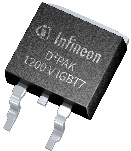 Infineon
D²PAK
1200 V IGBT7